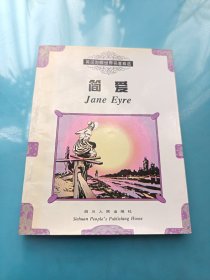 简爱
Jane Eyre
四川人民出版社
Sichuan People's Publishing House